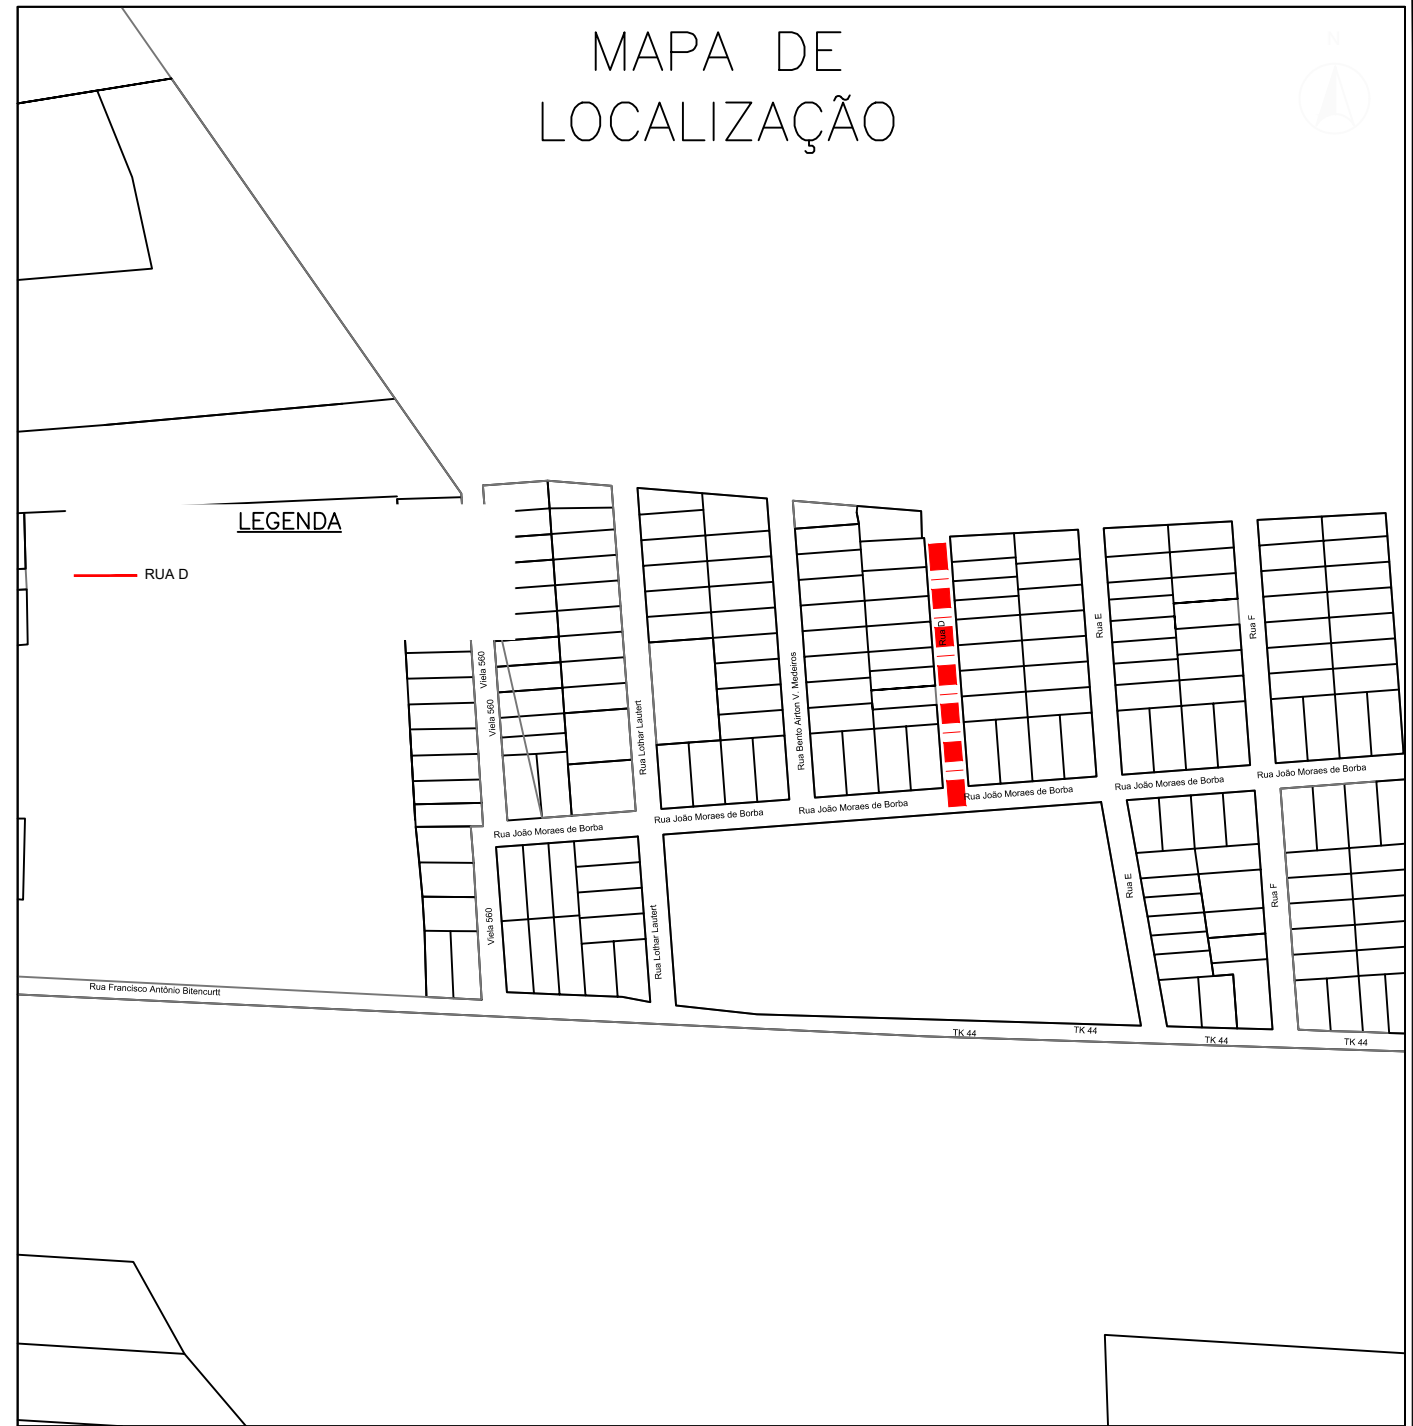 MAPA DE
LOCALIZAÇÃO
N
LEGENDA
RUA D
Viela 560
Viela 560
Viela 560
Rua Lothar Lautert
Rua Lothar Lautert
Rua Bento Airton V. Medeiros
Rua D
Rua E
Rua F
Rua João Moraes de Borba
Rua João Moraes de Borba
Rua João Moraes de Borba
Rua João Moraes de Borba
Rua João Moraes de Borba
Rua João Moraes de Borba
Rua E
Rua F
Rua Francisco Antônio Bitencurtt
TK 44
TK 44
TK 44
TK 44